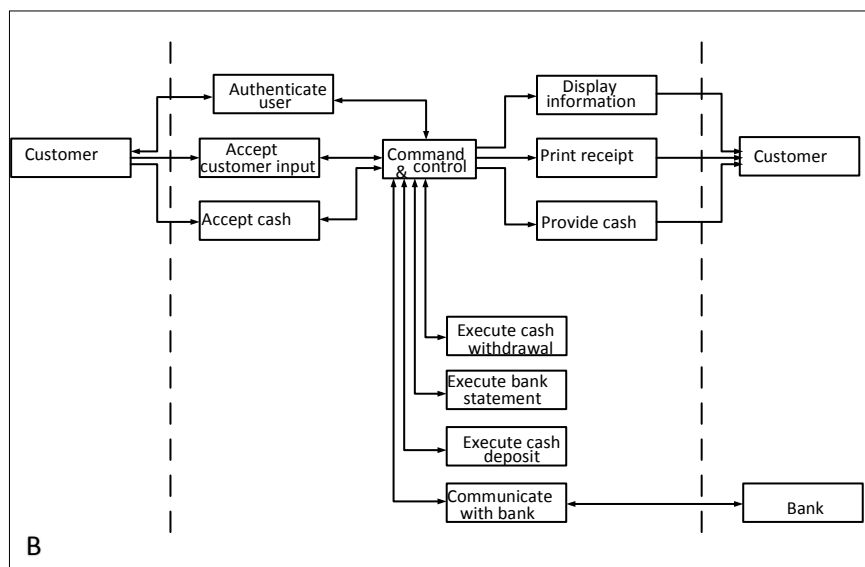 Authenticate
user
Display
information
Customer
Accept
customer input
Command
& control
Print receipt
Customer
Accept cash
Provide cash
Execute cash
withdrawal
Execute bank
statement
Execute cash
deposit
Communicate
with bank
Bank
B